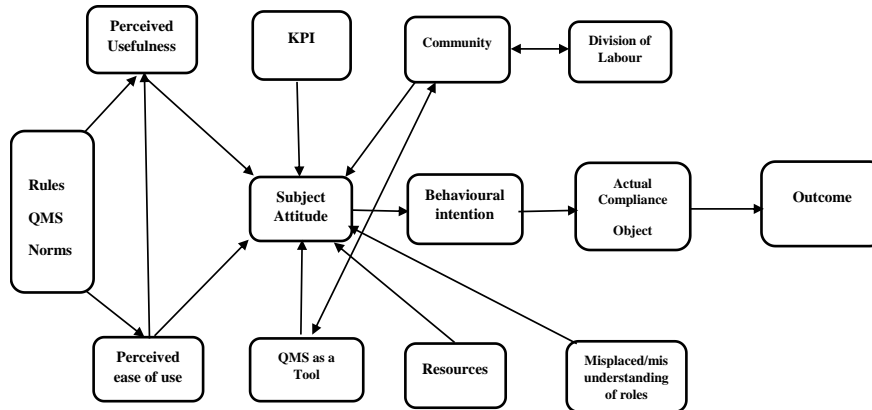 Perceived
Usefulness
KPI
Community
Division of
Labour
Rules
QMS
Norms
Subject
Attitude
Behavioural
intention
Actual
Compliance
Object
Outcome
Perceived
ease of use
QMS as a
Tool
Resources
Misplaced/mis
understanding
of roles